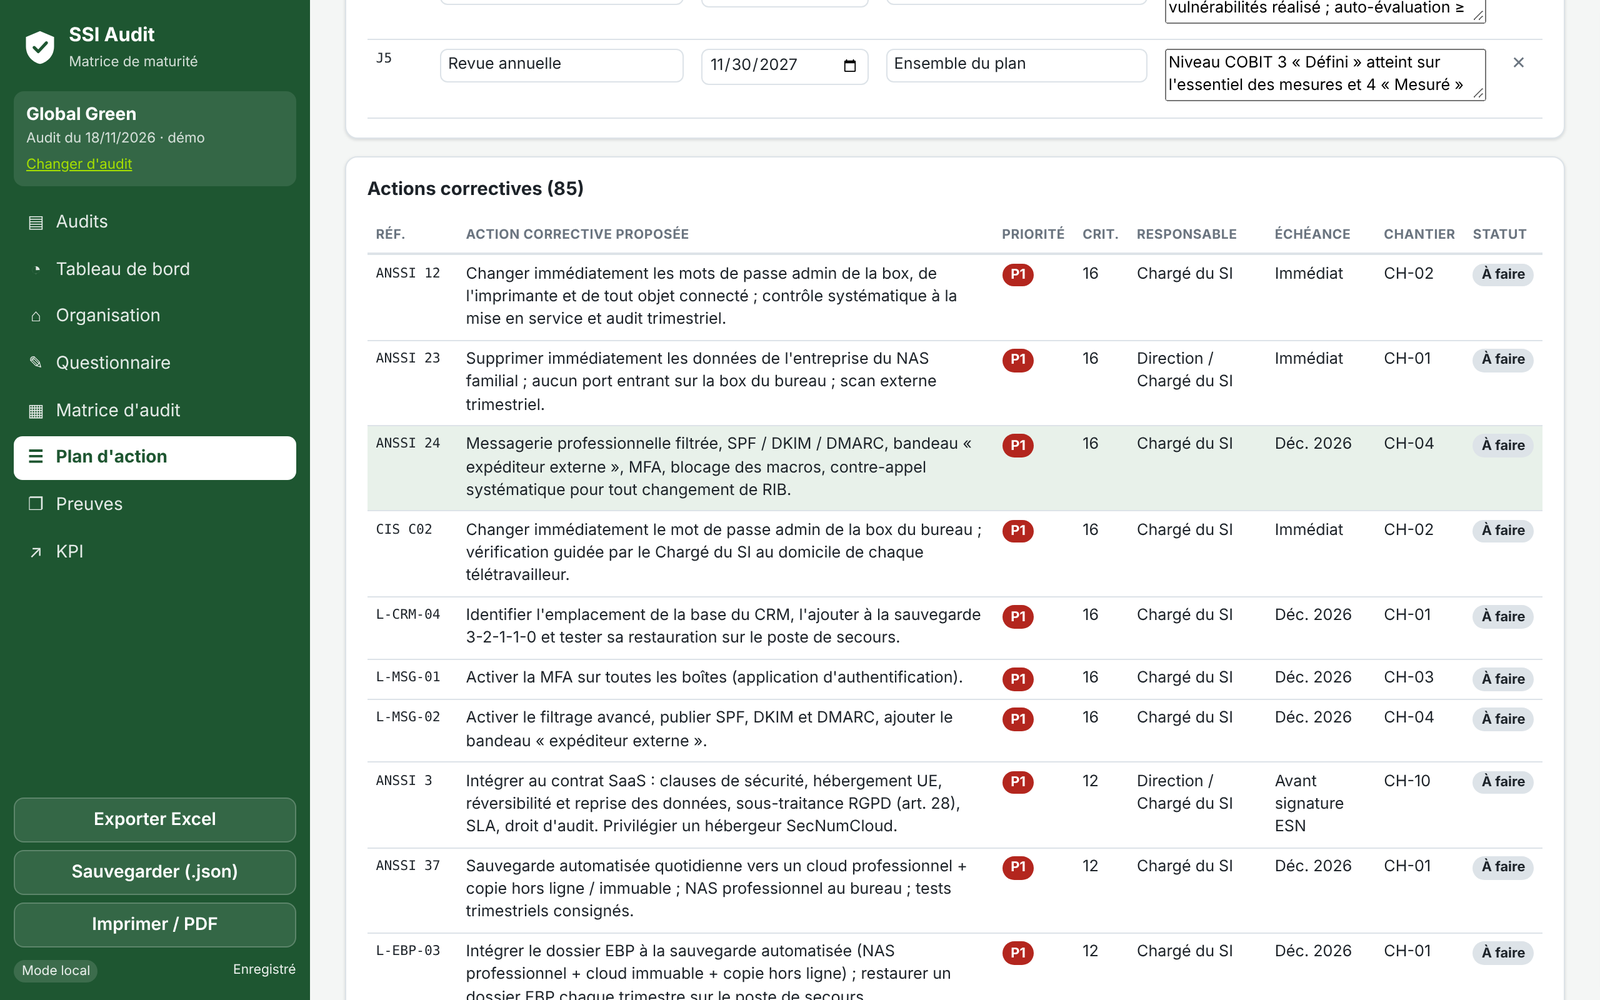 SSI Audit
Matrice de maturité
Global Green
Audit du 18/11/2026 · démo
Changer d'audit
Audits
Tableau de bord
Organisation
Questionnaire
Matrice d'audit
Plan d'action
Preuves
KPI
Exporter Excel
Sauvegarder (.json)
Imprimer / PDF
Mode local
Enregistré
vulnérabilités réalisé ; auto-évaluation ≥
J5
Revue annuelle
11/30/2027
Ensemble du plan
Niveau COBIT 3 « Défini » atteint sur
l'essentiel des mesures et 4 « Mesuré »
Actions correctives (85)
RÉF. ACTION CORRECTIVE PROPOSÉE PRIORITÉ CRIT. RESPONSABLE ÉCHÉANCE CHANTIER STATUT
ANSSI 12 Changer immédiatement les mots de passe admin de la box, de P1 16 Chargé du SI Immédiat CH-02 À faire
l'imprimante et de tout objet connecté ; contrôle systématique à la
mise en service et audit trimestriel.
ANSSI 23 Supprimer immédiatement les données de l'entreprise du NAS P1 16 Direction / Immédiat CH-01 À faire
familial ; aucun port entrant sur la box du bureau ; scan externe Chargé du SI
trimestriel.
ANSSI 24 Messagerie professionnelle filtrée, SPF / DKIM / DMARC, bandeau « P1 16 Chargé du SI Déc. 2026 CH-04 À faire
expéditeur externe », MFA, blocage des macros, contre-appel
systématique pour tout changement de RIB.
CIS C02 Changer immédiatement le mot de passe admin de la box du bureau ; P1 16 Chargé du SI Immédiat CH-02 À faire
vérification guidée par le Chargé du SI au domicile de chaque
télétravailleur.
L-CRM-04 Identifier l'emplacement de la base du CRM, l'ajouter à la sauvegarde P1 16 Chargé du SI Déc. 2026 CH-01 À faire
3-2-1-1-0 et tester sa restauration sur le poste de secours.
L-MSG-01 Activer la MFA sur toutes les boîtes (application d'authentification). P1 16 Chargé du SI Déc. 2026 CH-03 À faire
L-MSG-02 Activer le filtrage avancé, publier SPF, DKIM et DMARC, ajouter le P1 16 Chargé du SI Déc. 2026 CH-04 À faire
bandeau « expéditeur externe ».
ANSSI 3 Intégrer au contrat SaaS : clauses de sécurité, hébergement UE, P1 12 Direction / Avant CH-10 À faire
réversibilité et reprise des données, sous-traitance RGPD (art. 28), Chargé du SI signature
SLA, droit d'audit. Privilégier un hébergeur SecNumCloud. ESN
ANSSI 37 Sauvegarde automatisée quotidienne vers un cloud professionnel + P1 12 Chargé du SI Déc. 2026 CH-01 À faire
copie hors ligne / immuable ; NAS professionnel au bureau ; tests
trimestriels consignés.
L-EBP-03 Intégrer le dossier EBP à la sauvegarde automatisée (NAS P1 12 Chargé du SI Déc. 2026 CH-01 À faire
professionnel + cloud immuable + copie hors ligne) ; restaurer un
dossier EBP chaque trimestre sur le poste de secours.